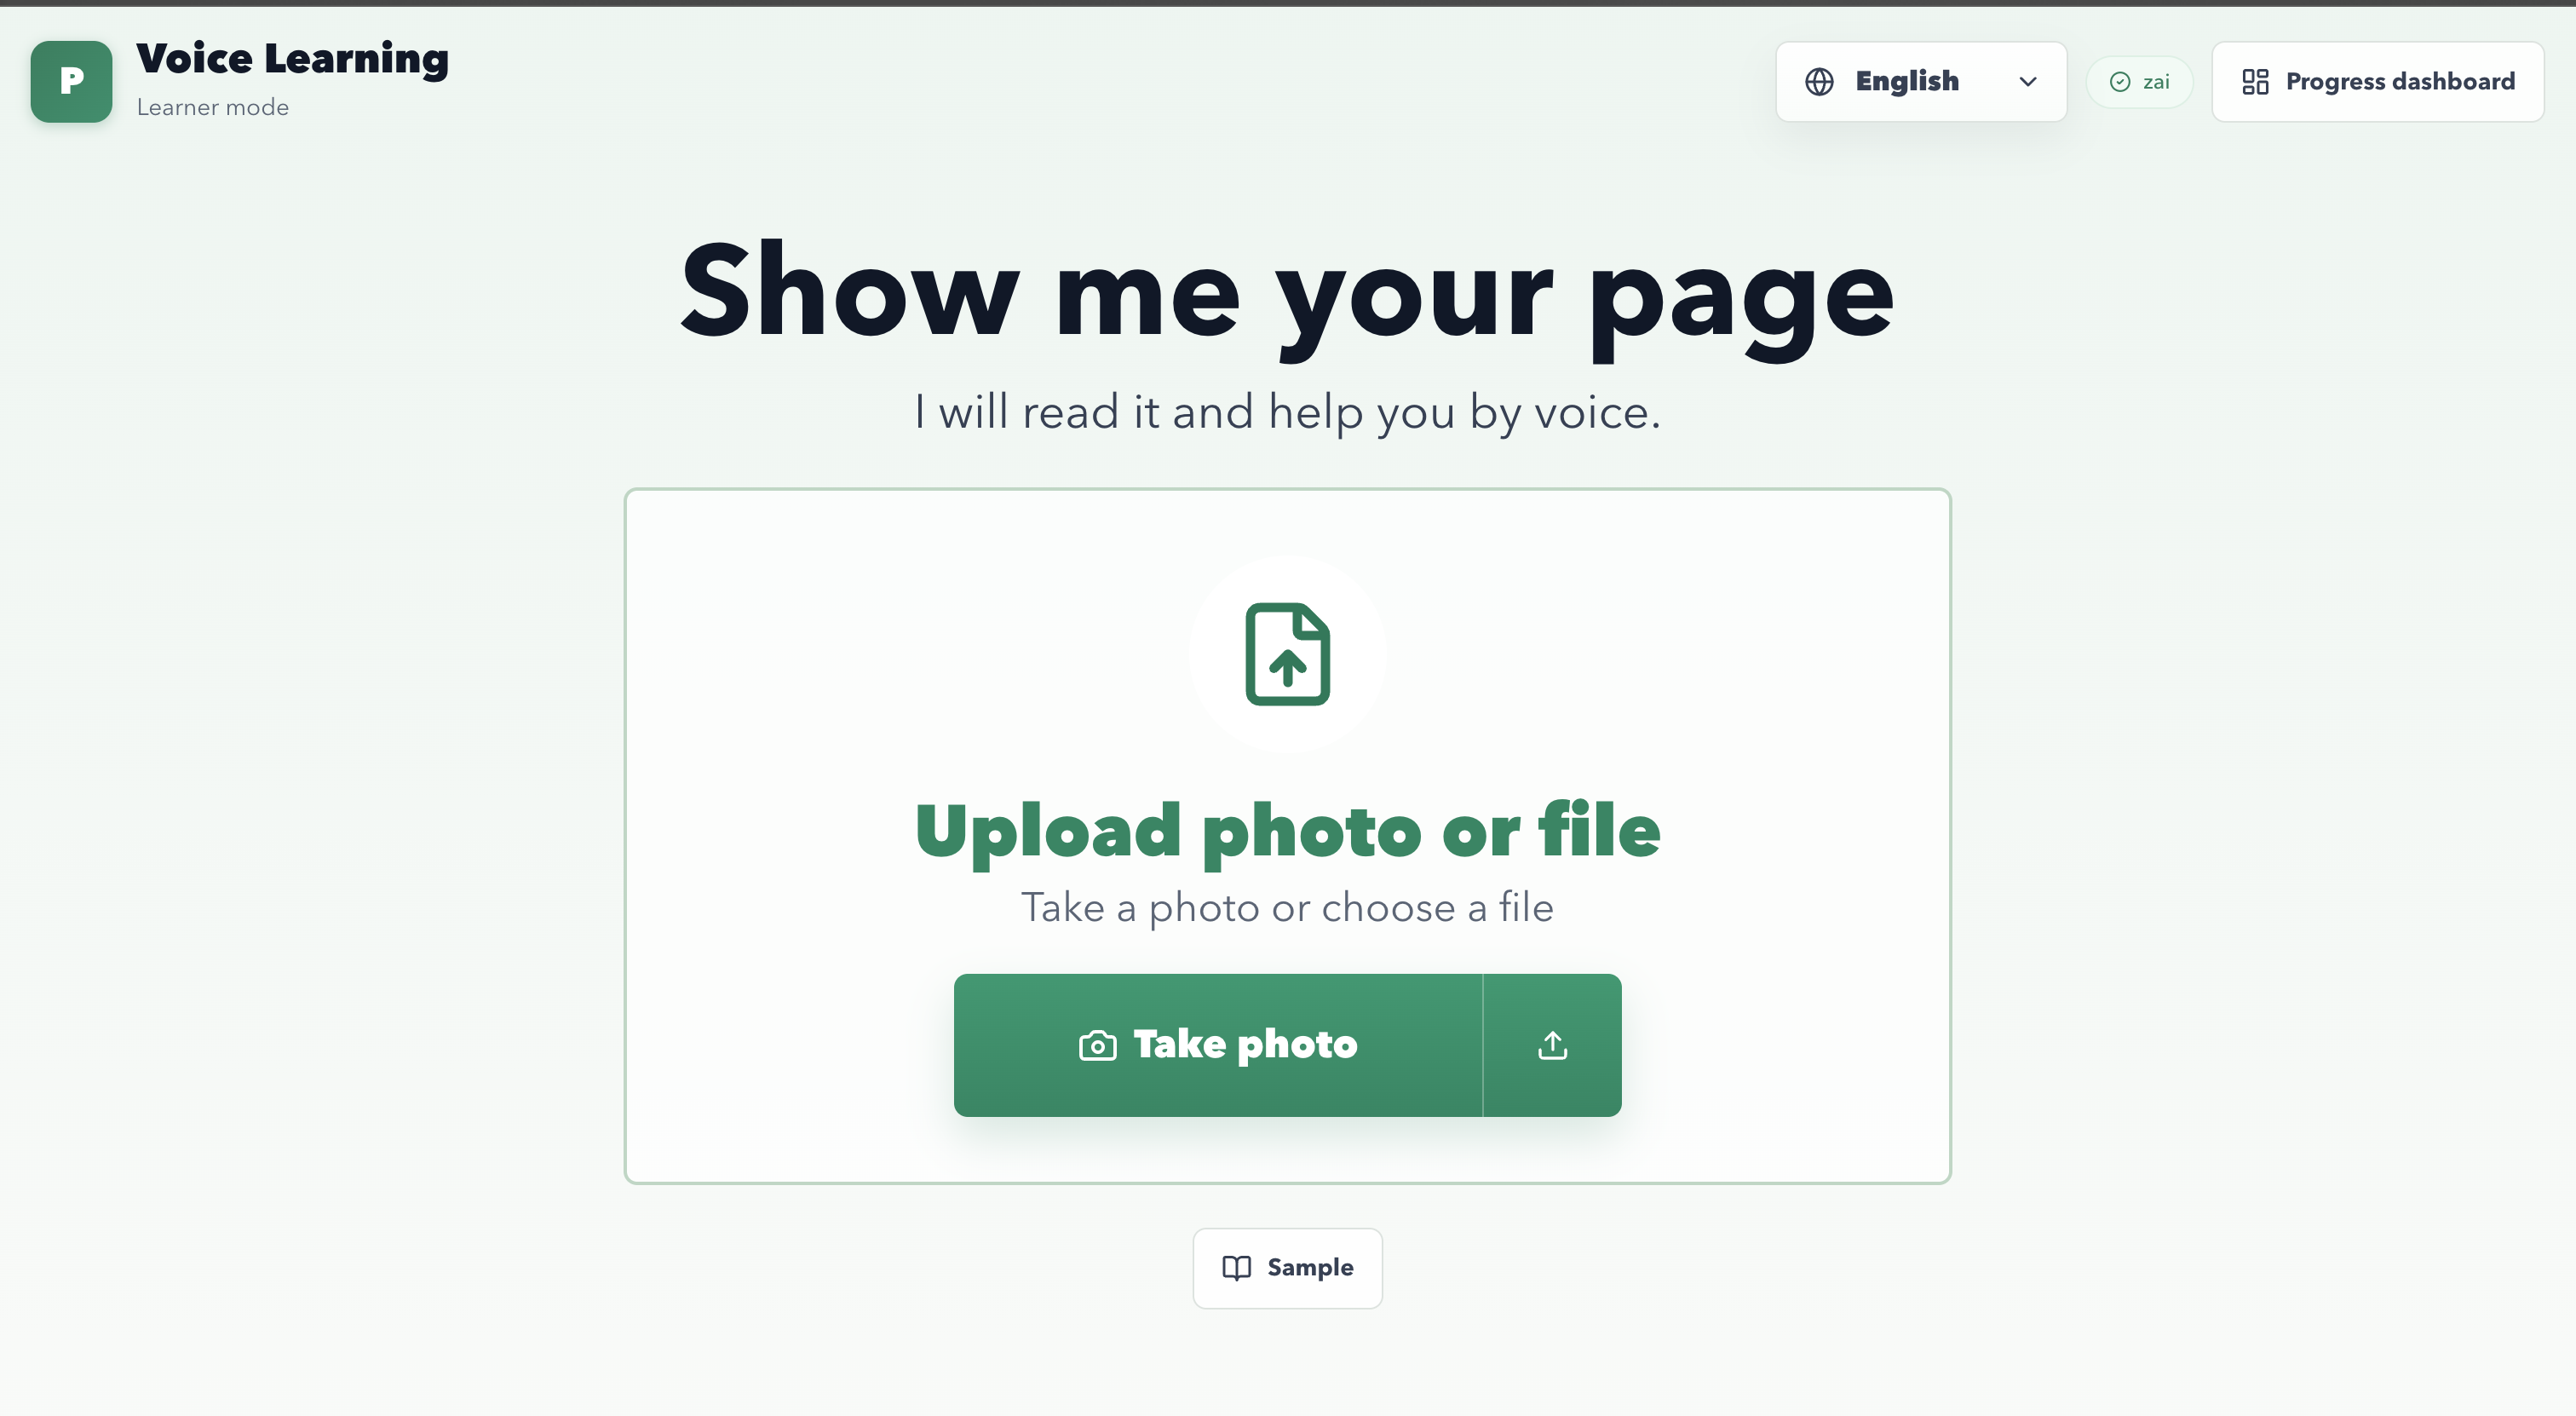 P
Voice Learning
Learner mode
English
zai
Progress dashboard
Show me your page
I will read it and help you by voice.
Upload photo or file
Take a photo or choose a file
Take photo
Sample